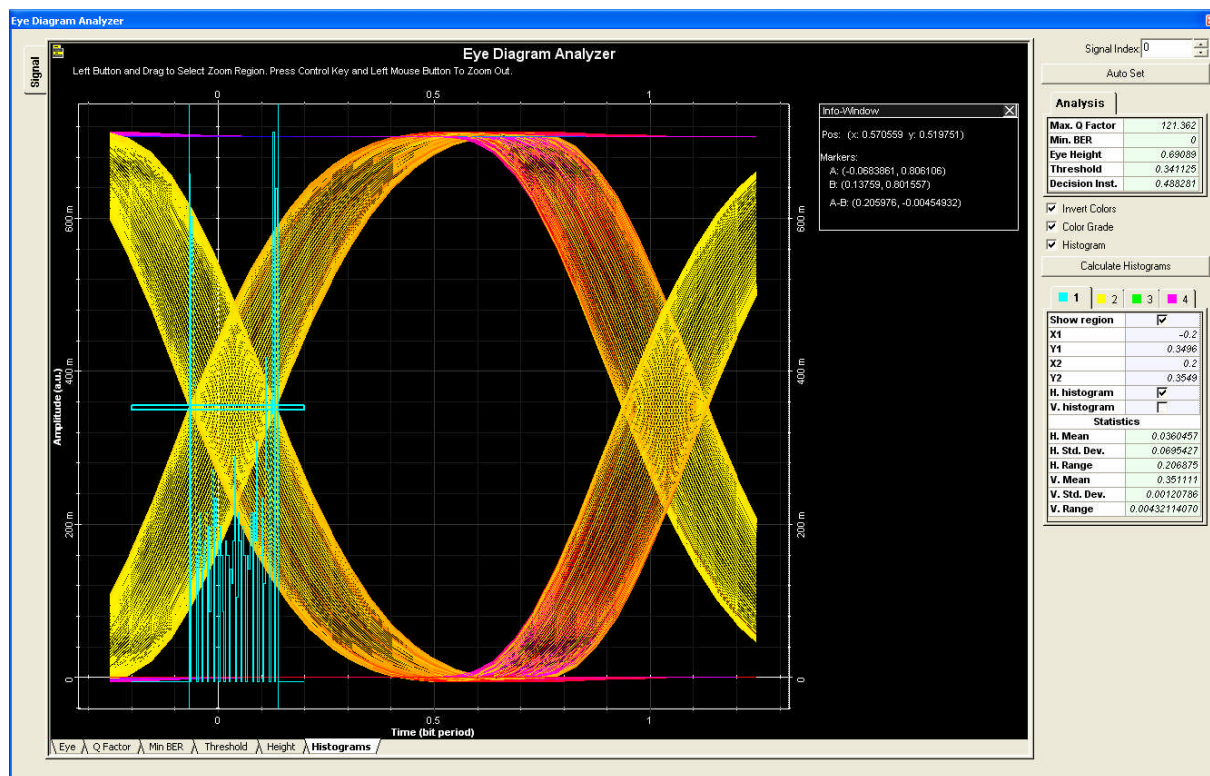 Eye Diagram Analyzer
Signal
Eye Diagram Analyzer
Left Button and Drag to Select Zoom Region. Press Control Key and Left Mouse Button To Zoom Out.
0 0.5 1
600 m
400 m
200 m
0
Amplitude (a.u.)
600 m
400 m
200 m
0
0 0.5 1
Time (bit period)
Info-Window
Pos: (x: 0.570559 y: 0.519751)
Markers:
A: (-0.0683861, 0.806106)
B: (0.13759, 0.801557)
A-B: (0.205976, -0.00454932)
Eye Q Factor Min BER Threshold Height Histograms
Signal Index 0
Auto Set
Analysis
Max. Q Factor 121.362
Min. BER 0
Eye Height 0.69089
Threshold 0.341125
Decision Inst. 0.488281
Invert Colors
Color Grade
Histogram
Calculate Histograms
1 2 3 4
Show region
X1 -0.2
Y1 0.3496
X2 0.2
Y2 0.3549
H. histogram
V. histogram
Statistics
H. Mean 0.0360457
H. Std. Dev. 0.0695427
H. Range 0.206875
V. Mean 0.351111
V. Std. Dev. 0.00120786
V. Range 0.00432114070